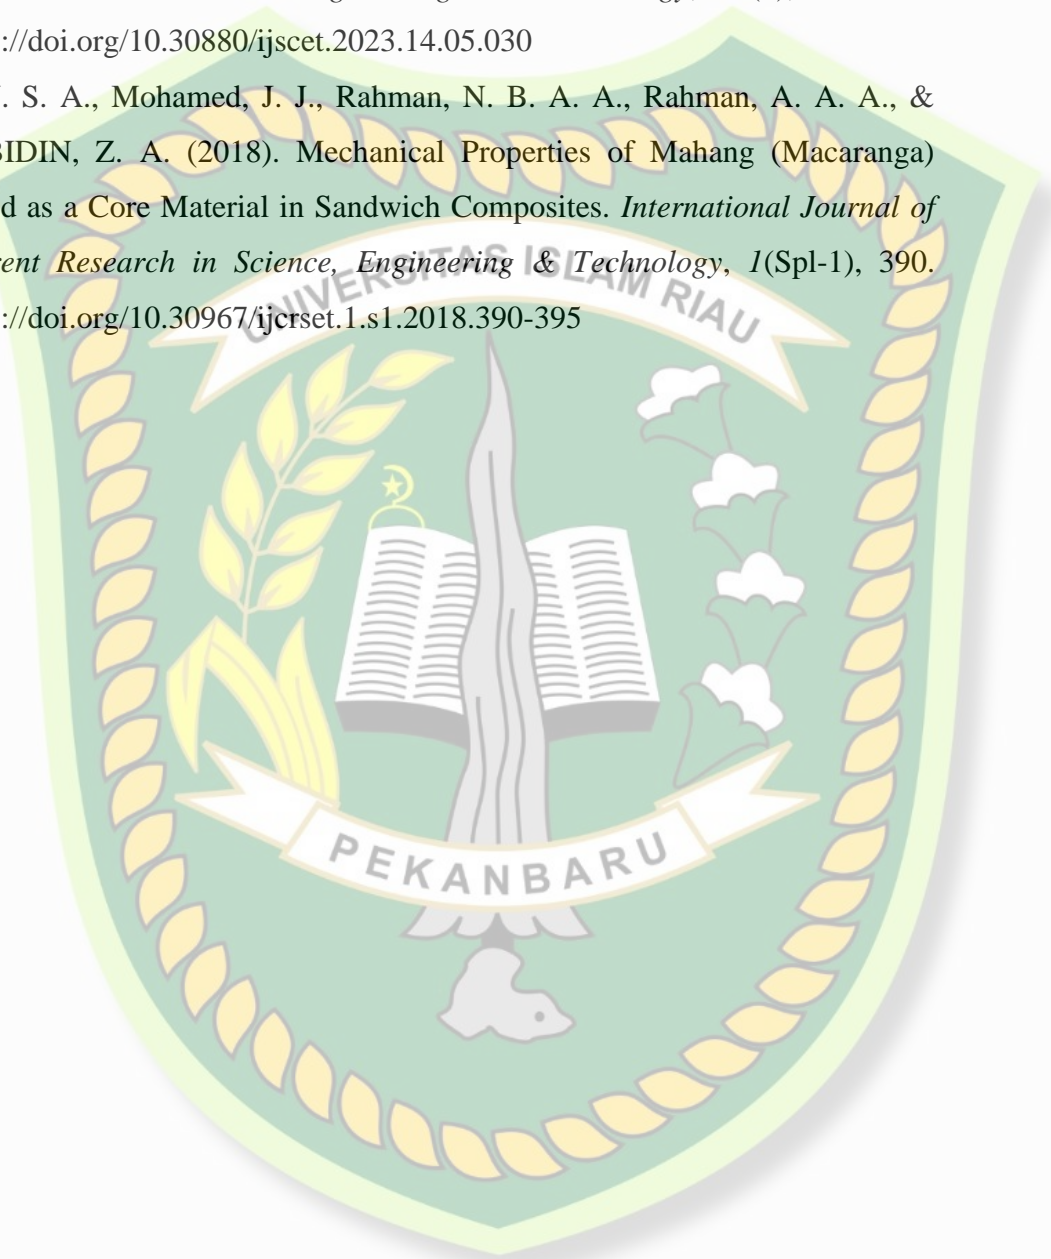 ://doi.org/10.30880/ijscet.2023.14.05.030
. S. A., Mohamed, J. J., Rahman, N. B. A. A., Rahman, A. A. A., &
BIDIN, Z. A. (2018). Mechanical Properties of Mahang (Macaranga)
d as a Core Material in Sandwich Composites. International Journal of
rent Research in Science, Engineering & Technology, 1(Spl-1), 390.
://doi.org/10.30967/ijcrset.1.s1.2018.390-395
UNIVERSITAS ISLAM RIAU
PEKANBARU